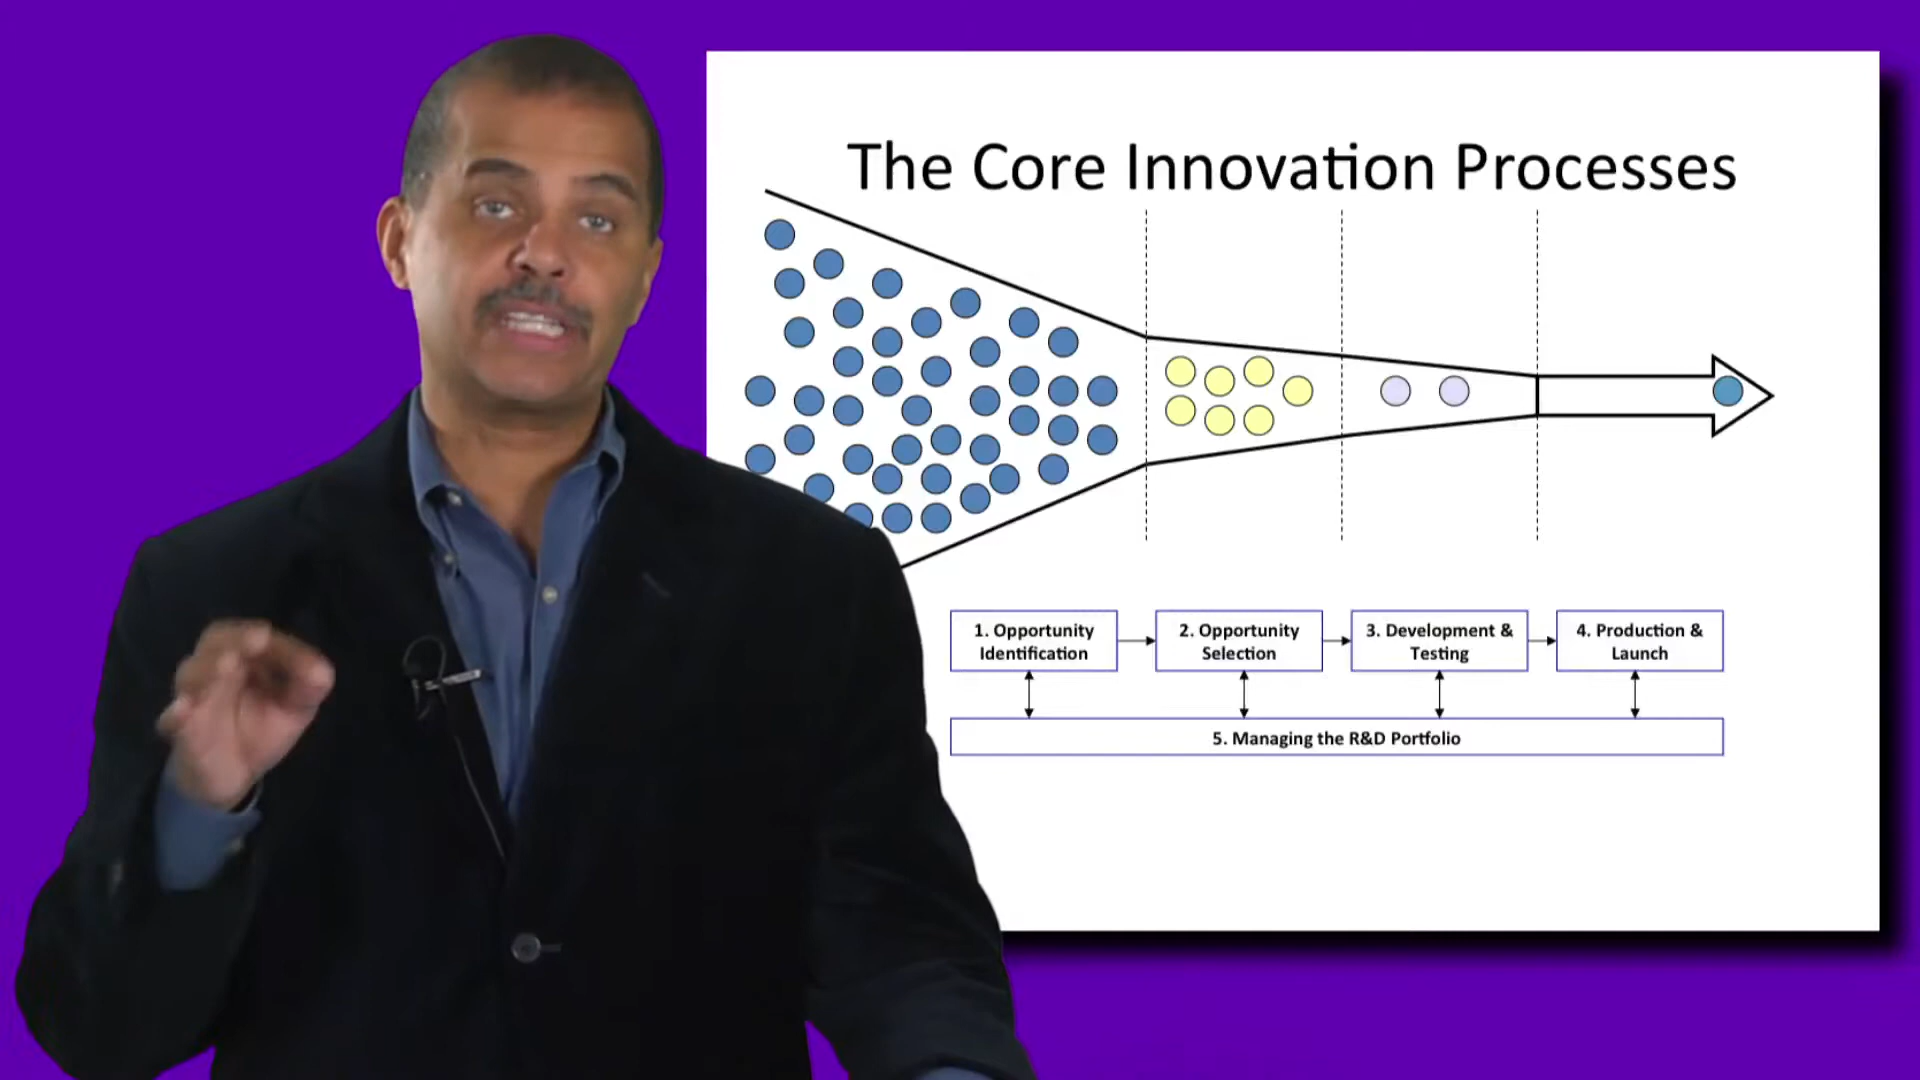 The Core Innovation Processes
1. Opportunity
Identification
2. Opportunity
Selection
3. Development &
Testing
4. Production &
Launch
5. Managing the R&D Portfolio